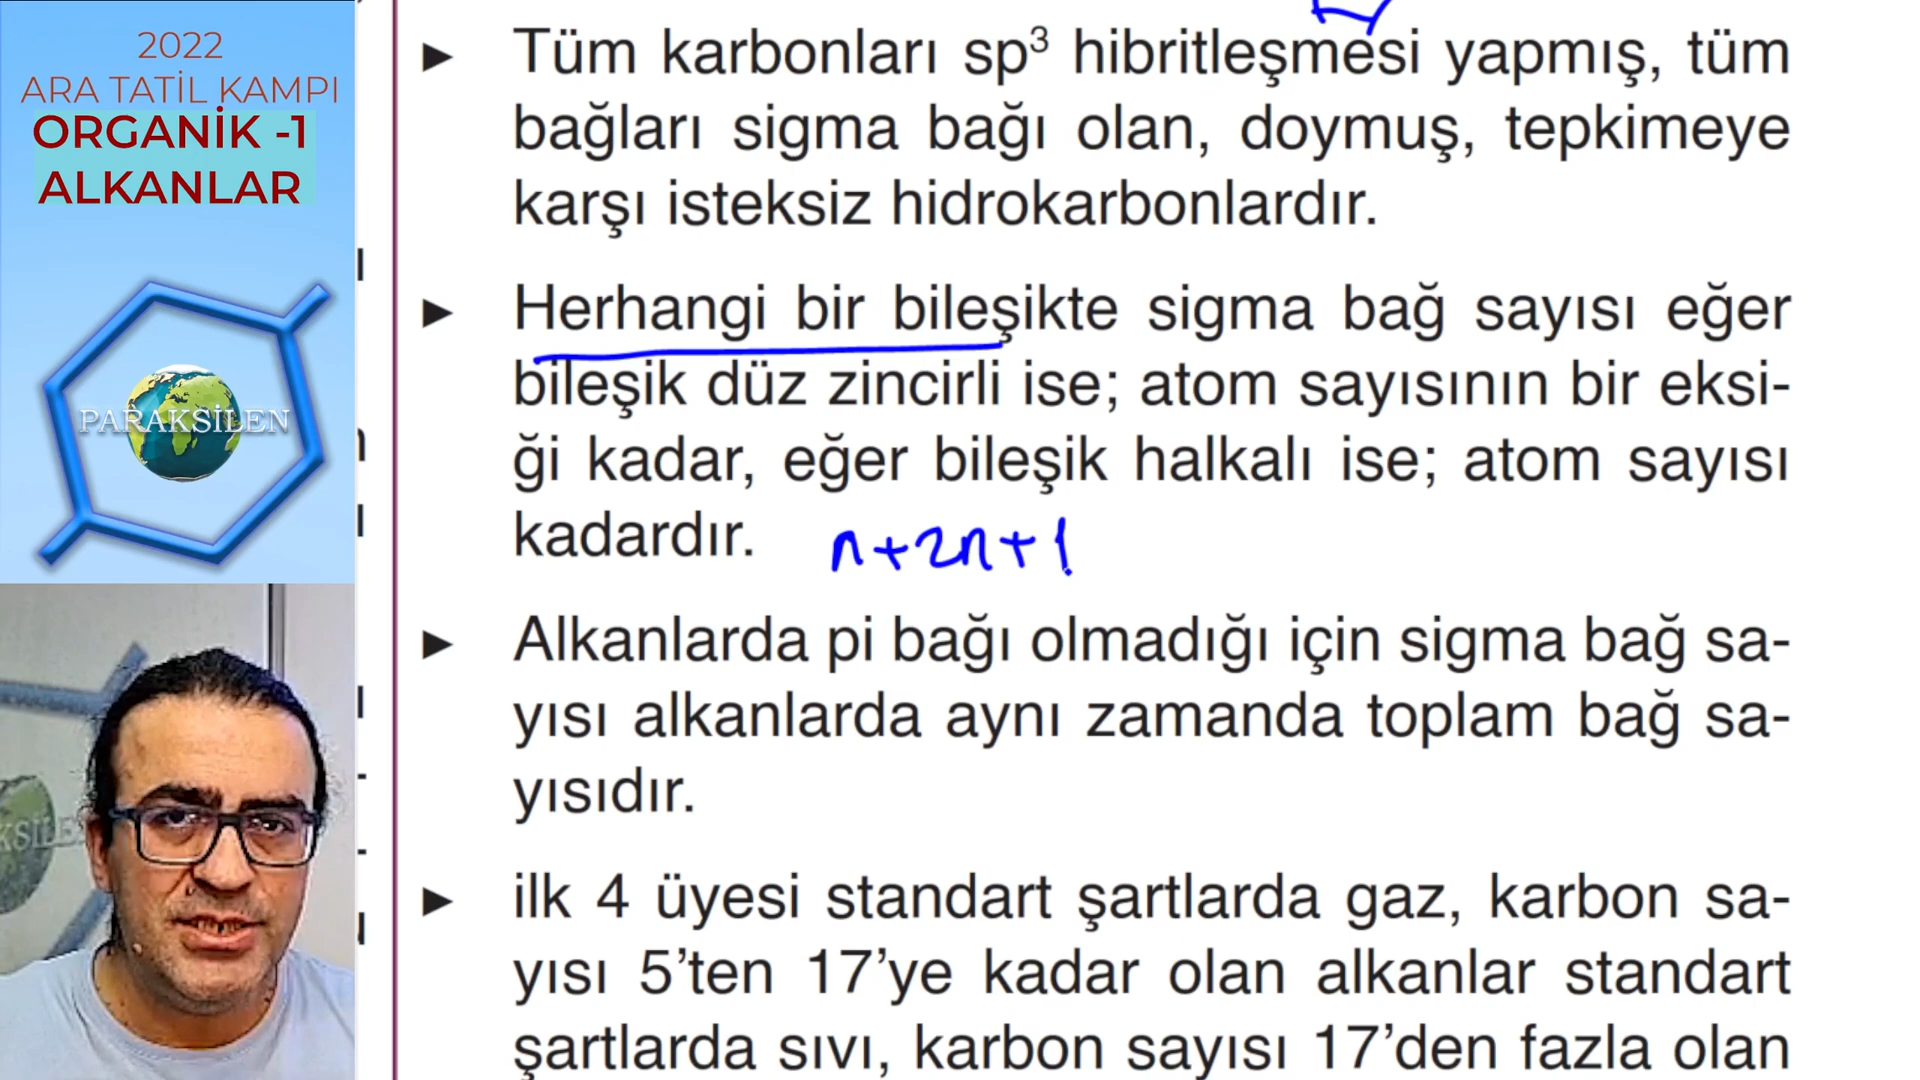 2022
ARA TATİL KAMPI
ORGANİK -1
ALKANLAR
PARAKSİLEN
► Tüm karbonları sp³ hibritleşmesi yapmış, tüm
bağları sigma bağı olan, doymuş, tepkimeye
karşı isteksiz hidrokarbonlardır.
► Herhangi bir bileşikte sigma bağ sayısı eğer
bileşik düz zincirli ise; atom sayısının bir eksi-
ği kadar, eğer bileşik halkalı ise; atom sayısı
kadardır. n+2n+1
► Alkanlarda pi bağı olmadığı için sigma bağ sa-
yısı alkanlarda aynı zamanda toplam bağ sa-
yısıdır.
► ilk 4 üyesi standart şartlarda gaz, karbon sa-
yısı 5’ten 17’ye kadar olan alkanlar standart
şartlarda sıvı, karbon sayısı 17’den fazla olan